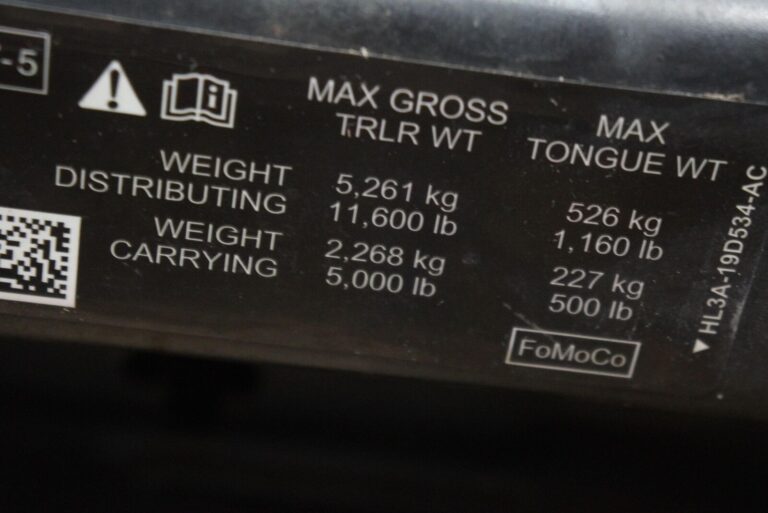 -5
MAX GROSS
TRLR WT
MAX
TONGUE WT
WEIGHT
DISTRIBUTING
5,261 kg
11,600 lb
526 kg
1,160 lb
WEIGHT
CARRYING
2,268 kg
5,000 lb
227 kg
500 lb
FoMoCo
HL3A-19D534-AC